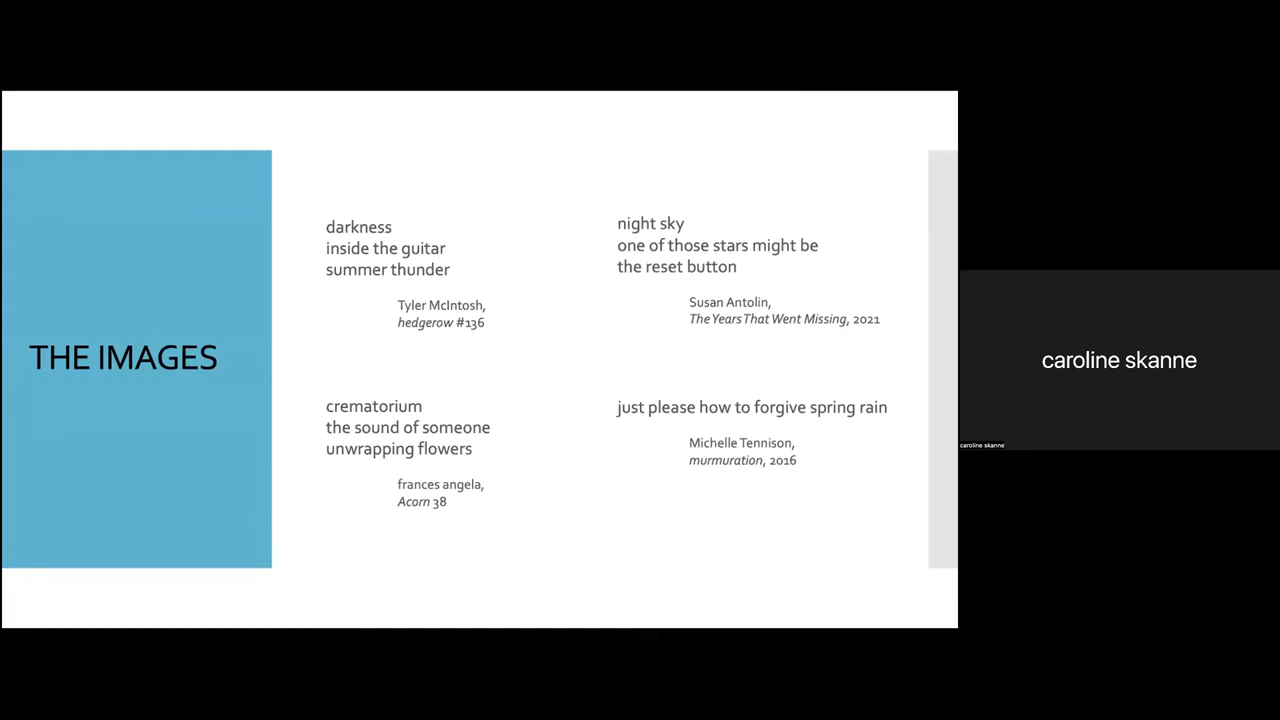 THE IMAGES
darkness
inside the guitar
summer thunder
Tyler McIntosh,
hedgerow #136
crematorium
the sound of someone
unwrapping flowers
frances angela,
Acorn 38
night sky
one of those stars might be
the reset button
Susan Antolin,
The Years That Went Missing, 2021
just please how to forgive spring rain
Michelle Tennison,
murmuration, 2016
caroline skanne
caroline skanne